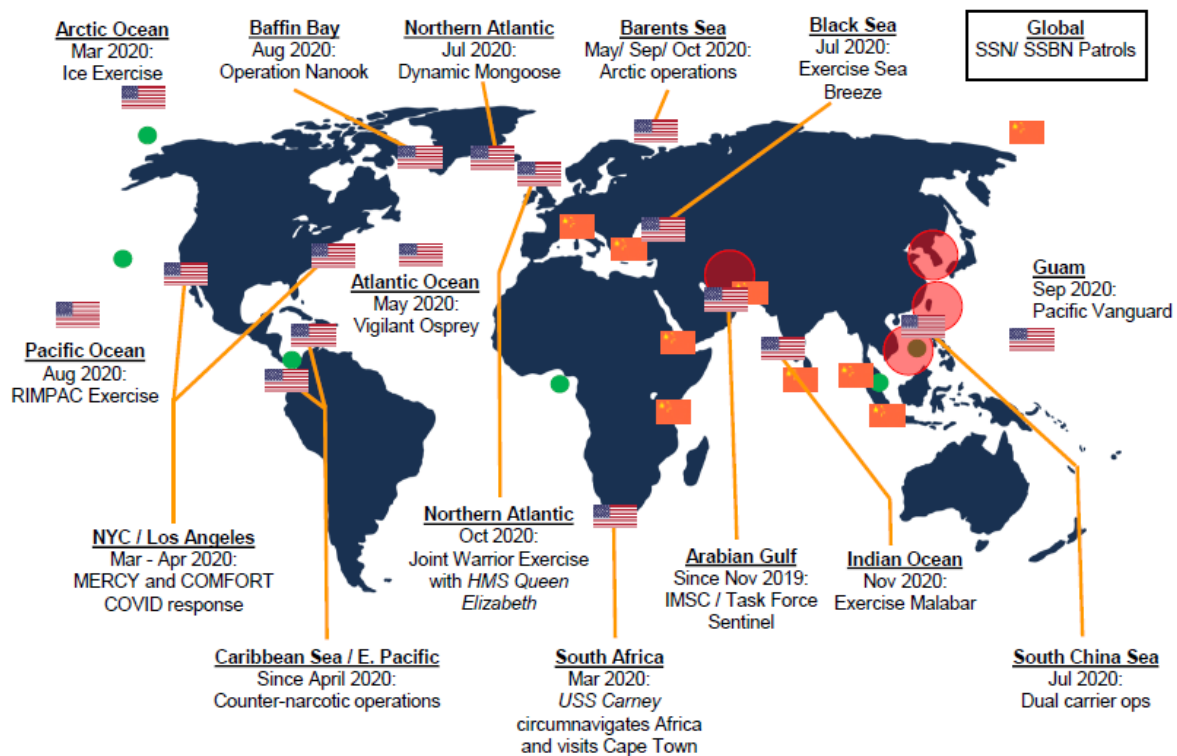 Arctic Ocean
Mar 2020:
Ice Exercise
Baffin Bay
Aug 2020:
Operation Nanook
Northern Atlantic
Jul 2020:
Dynamic Mongoose
Barents Sea
May/ Sep/ Oct 2020:
Arctic operations
Black Sea
Jul 2020:
Exercise Sea
Breeze
Global
SSN/ SSBN Patrols
Atlantic Ocean
May 2020:
Vigilant Osprey
Guam
Sep 2020:
Pacific Vanguard
Pacific Ocean
Aug 2020:
RIMPAC Exercise
NYC / Los Angeles
Mar - Apr 2020:
MERCY and COMFORT
COVID response
Northern Atlantic
Oct 2020:
Joint Warrior Exercise
with HMS Queen
Elizabeth
Arabian Gulf
Since Nov 2019:
IMSC / Task Force
Sentinel
Indian Ocean
Nov 2020:
Exercise Malabar
Caribbean Sea / E. Pacific
Since April 2020:
Counter-narcotic operations
South Africa
Mar 2020:
USS Carney
circumnavigates Africa
and visits Cape Town
South China Sea
Jul 2020:
Dual carrier ops